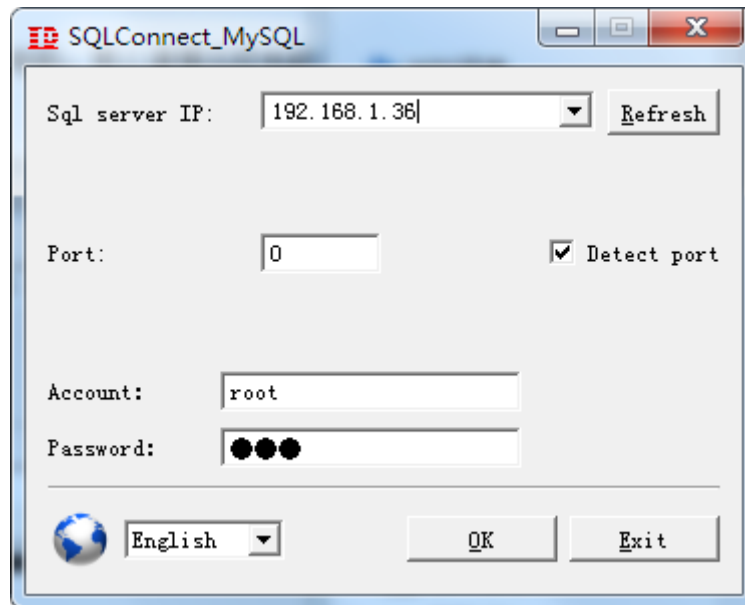 ID SQLConnect_MySQL
Sql server IP: 192.168.1.36 Refresh
Port: 0 Detect port
Account: root
Password: ●●●
English OK Exit